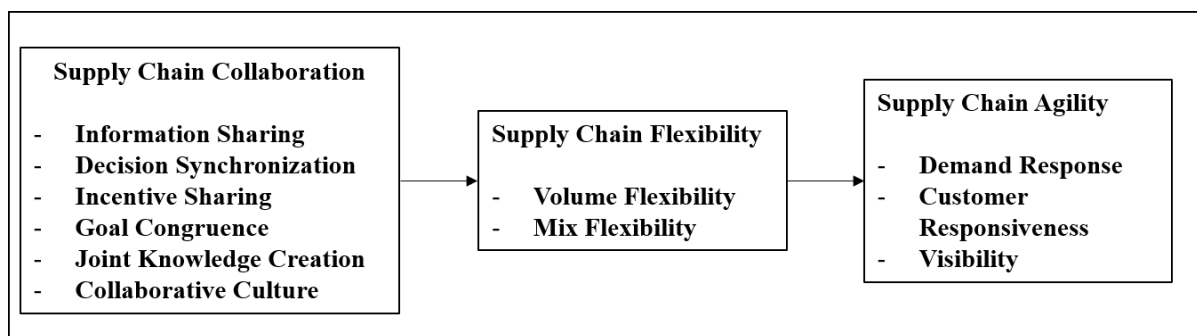 Supply Chain Collaboration
- Information Sharing
- Decision Synchronization
- Incentive Sharing
- Goal Congruence
- Joint Knowledge Creation
- Collaborative Culture
Supply Chain Flexibility
- Volume Flexibility
- Mix Flexibility
Supply Chain Agility
- Demand Response
- Customer
Responsiveness
- Visibility